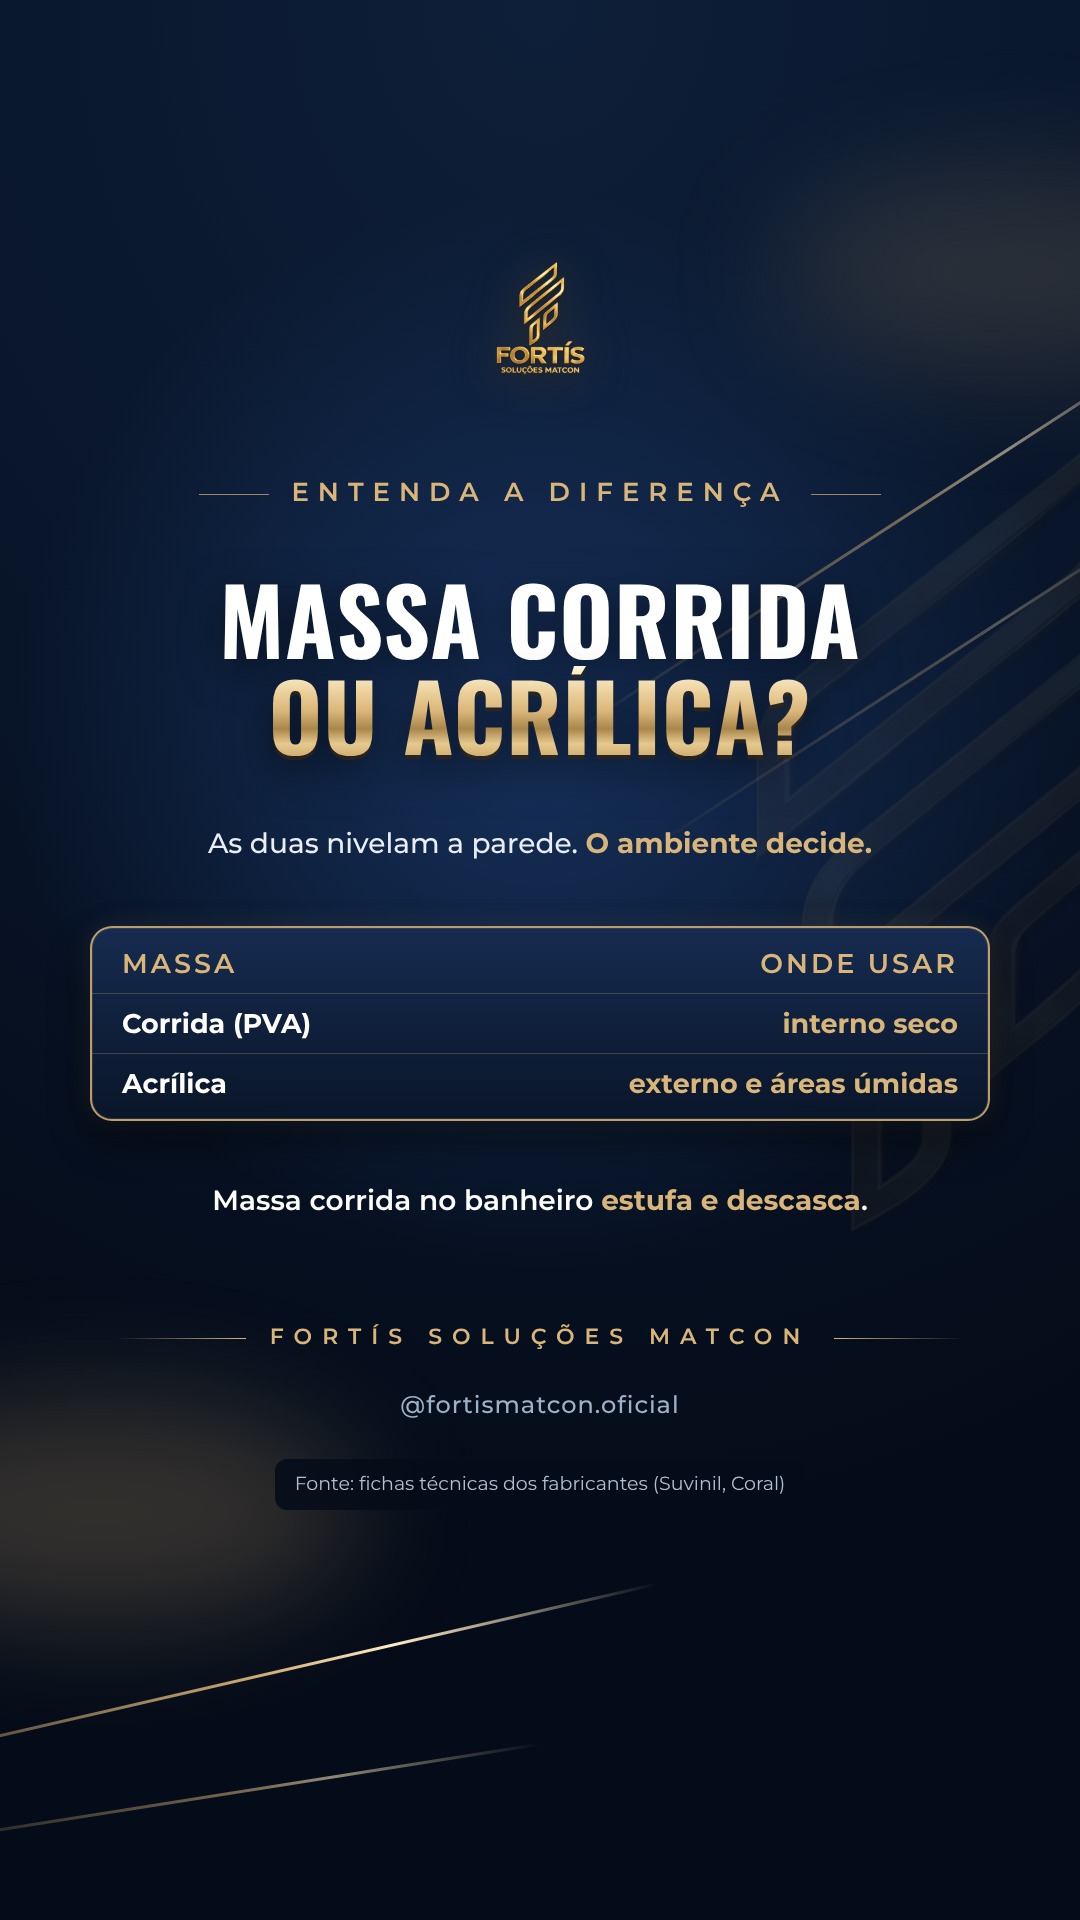 FORTÍS
SOLUÇÕES MATCON
ENTENDA A DIFERENÇA
MASSA CORRIDA
OU ACRÍLICA?
As duas nivelam a parede. O ambiente decide.
MASSA ONDE USAR
Corrida (PVA) interno seco
Acrílica externo e áreas úmidas
Massa corrida no banheiro estufa e descasca.
FORTÍS SOLUÇÕES MATCON
@fortismatcon.oficial
Fonte: fichas técnicas dos fabricantes (Suvinil, Coral)